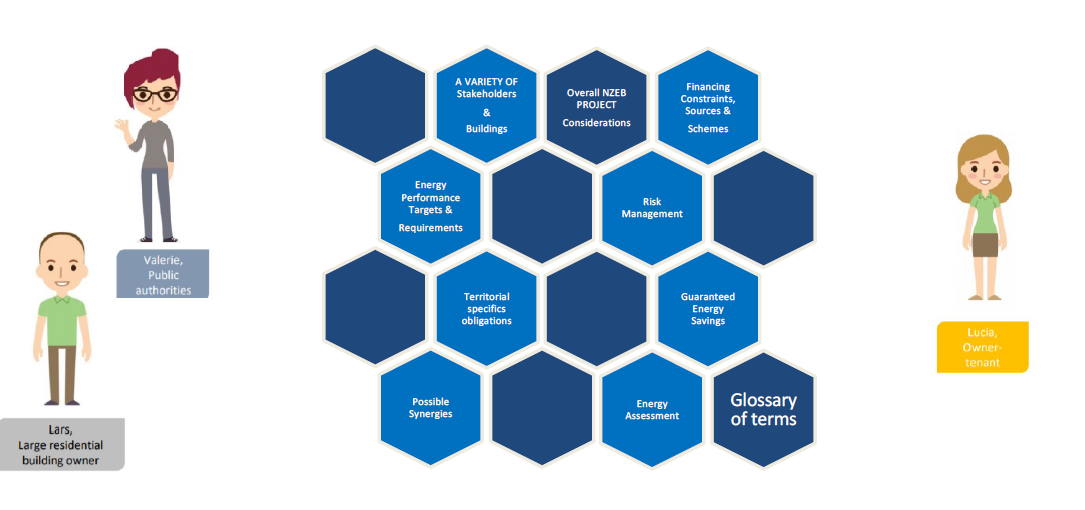 A VARIETY OF
Stakeholders
&
Buildings
Overall NZEB
PROJECT
Considerations
Financing
Constraints,
Sources &
Schemes
Energy
Performance
Targets &
Requirements
Risk
Management
Valerie,
Public
authorities
Territorial
specifics
obligations
Guaranteed
Energy
Savings
Lucia,
Owner-
tenant
Possible
Synergies
Energy
Assessment
Glossary
of terms
Lars,
Large residential
building owner